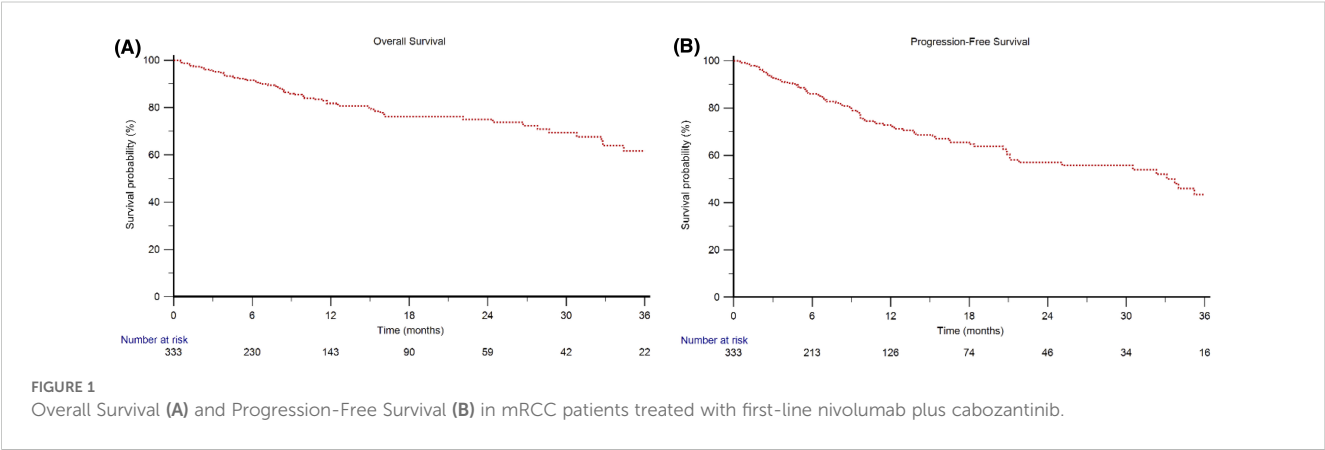 (A)
Overall Survival
Survival probability (%)
100
80
60
40
20
0
0 6 12 18 24 30 36
Time (months)
Number at risk
333 230 143 90 59 42 22
(B)
Progression-Free Survival
Survival probability (%)
100
80
60
40
20
0
0 6 12 18 24 30 36
Time (months)
Number at risk
333 213 126 74 46 34 16
FIGURE 1
Overall Survival (A) and Progression-Free Survival (B) in mRCC patients treated with first-line nivolumab plus cabozantinib.